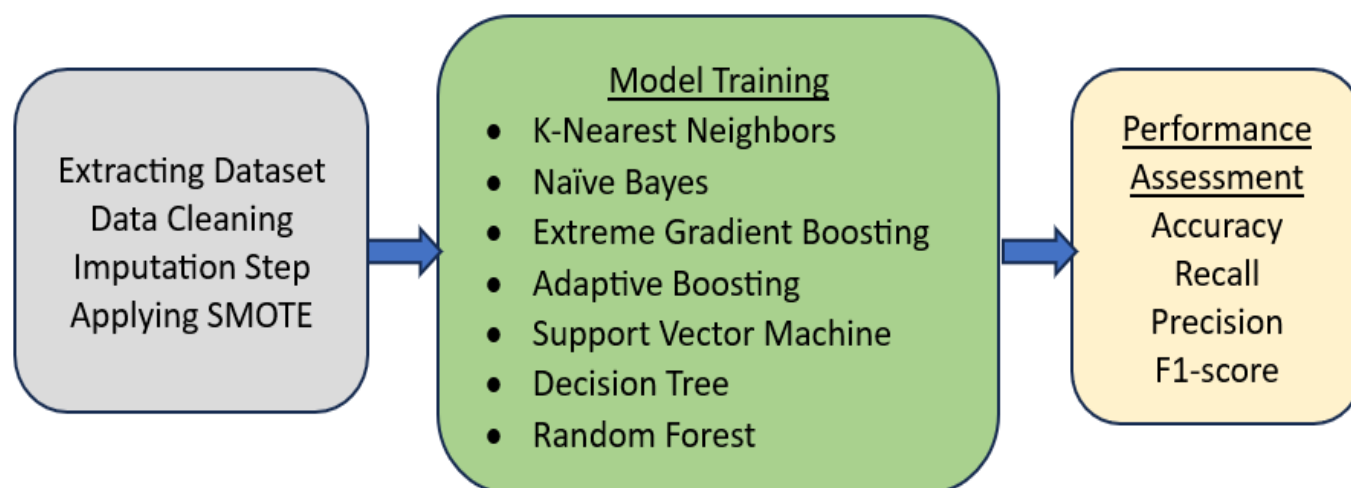 Extracting Dataset
Data Cleaning
Imputation Step
Applying SMOTE
Model Training
• K-Nearest Neighbors
• Naïve Bayes
• Extreme Gradient Boosting
• Adaptive Boosting
• Support Vector Machine
• Decision Tree
• Random Forest
Performance
Assessment
Accuracy
Recall
Precision
F1-score